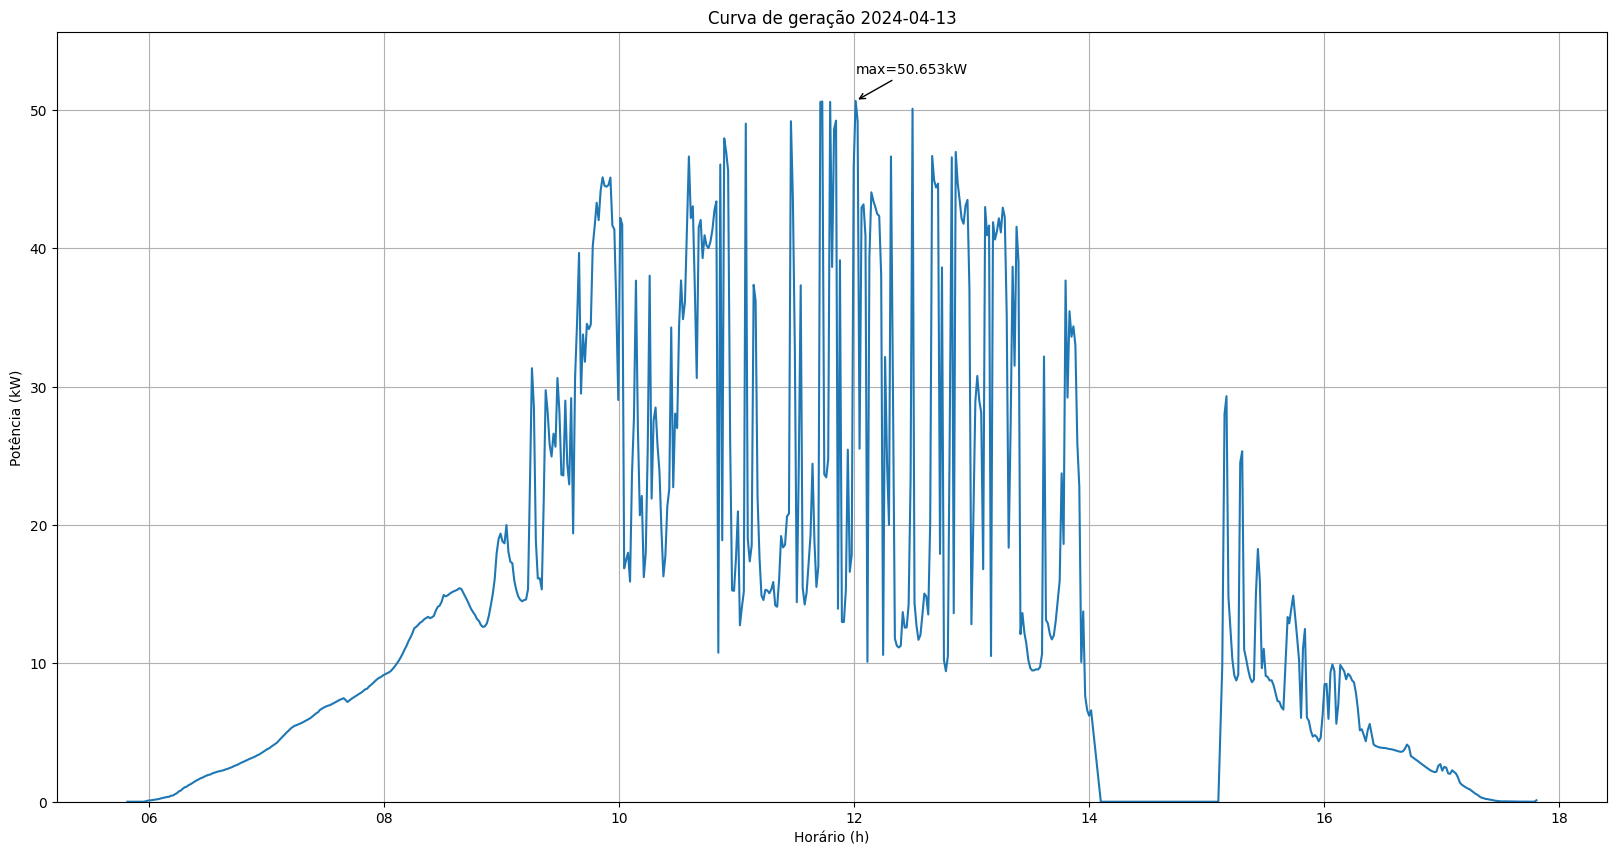 Curva de geração 2024-04-13
max=50.653kW
Potência (kW)
50
40
30
20
10
0
06 08 10 12 14 16 18
Horário (h)